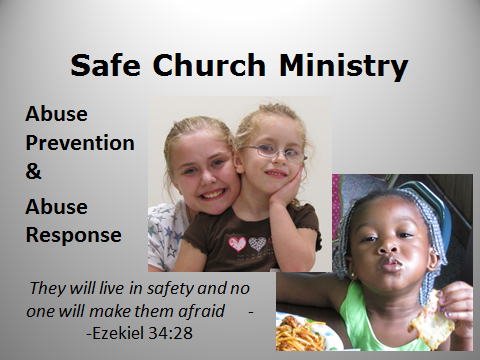 Safe Church Ministry
Abuse
Prevention
&
Abuse
Response
They will live in safety and no
one will make them afraid -
-Ezekiel 34:28